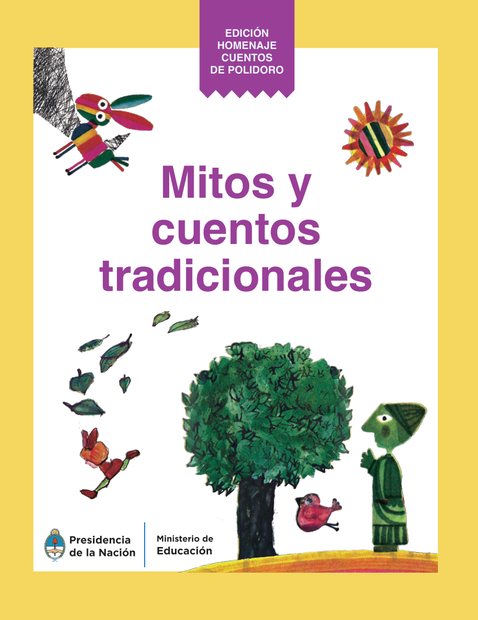 EDICIÓN
HOMENAJE
CUENTOS
DE POLIDORO
Mitos y
cuentos
tradicionales
Presidencia
de la Nación
Ministerio de
Educación